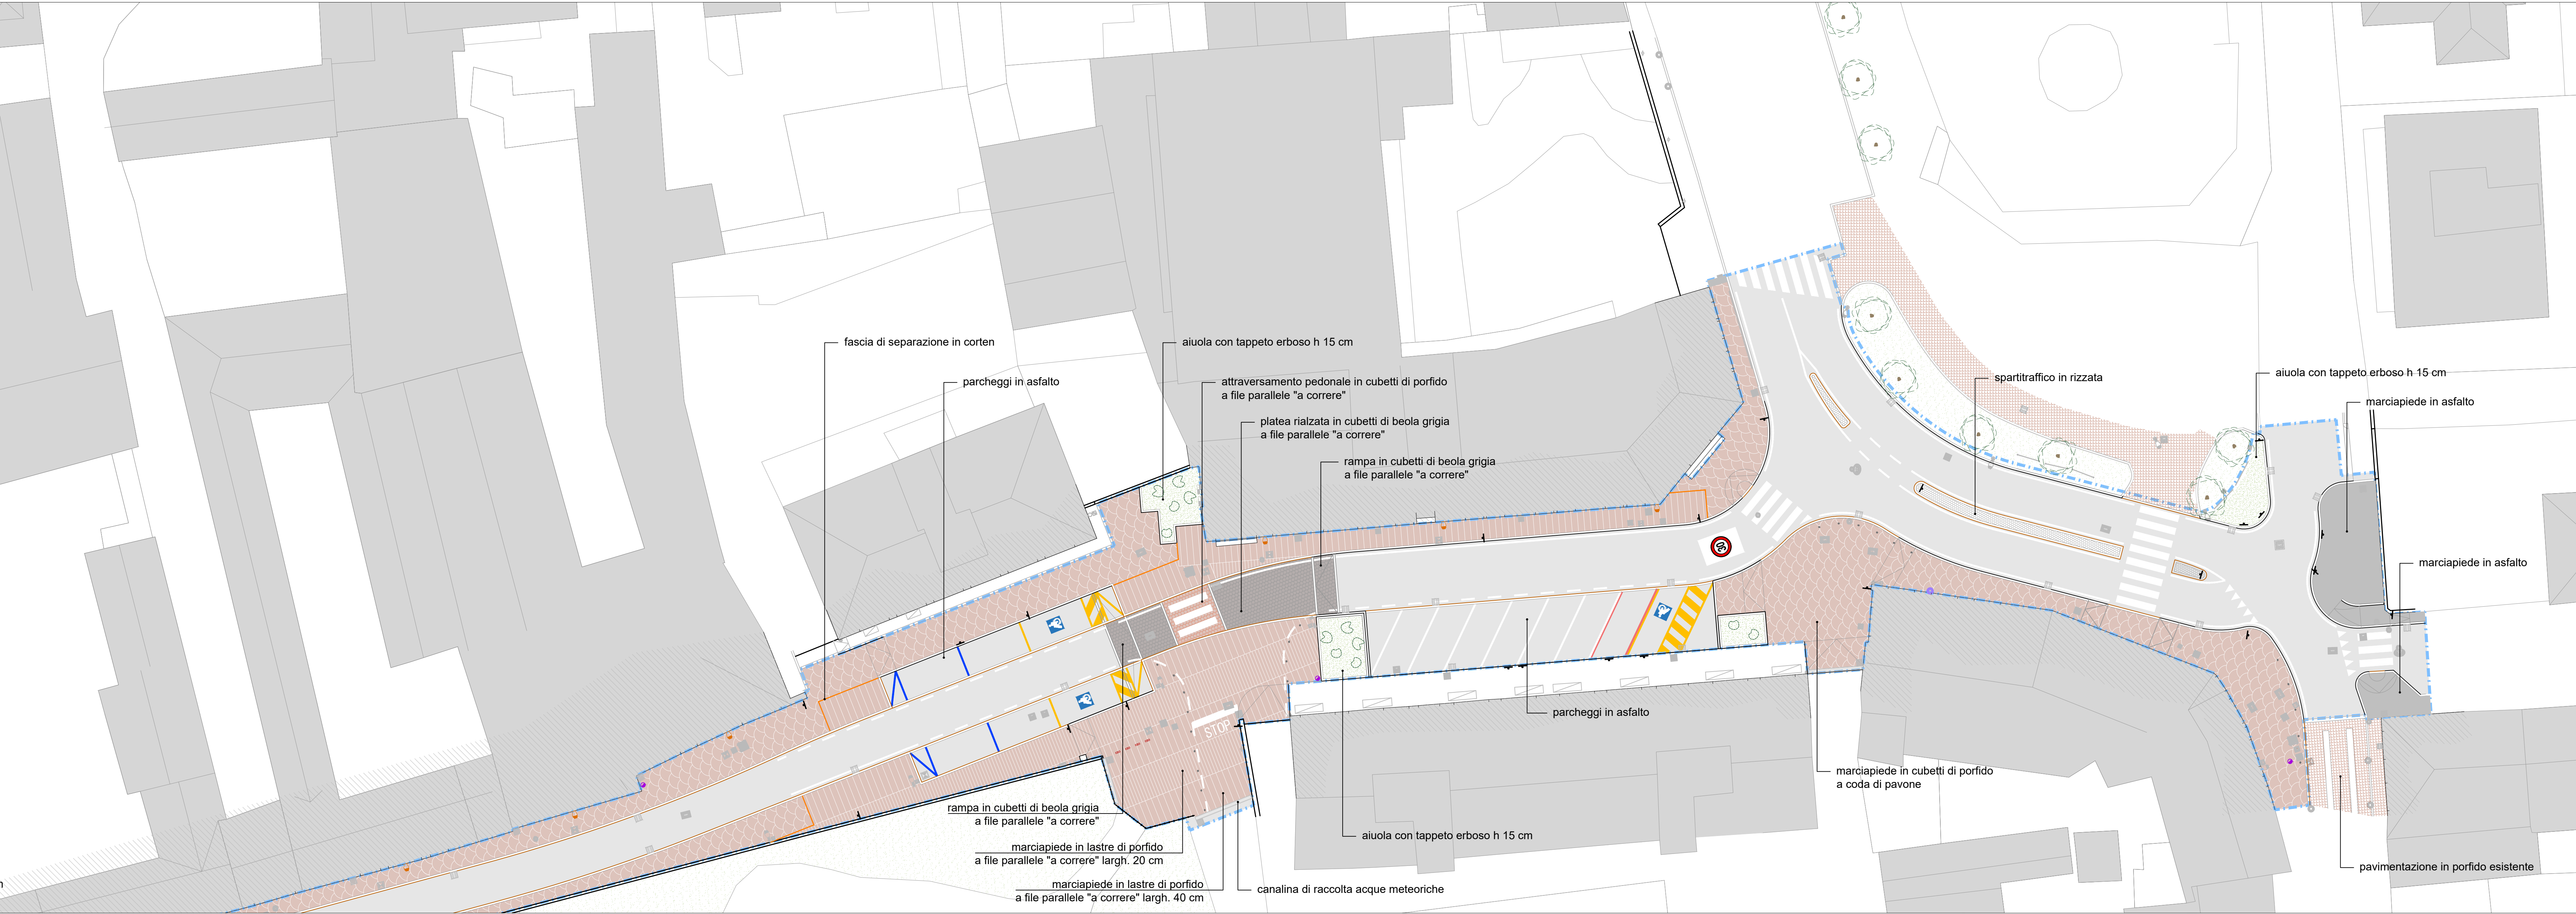 fascia di separazione in corten
aiuola con tappeto erboso h 15 cm
parcheggi in asfalto
attraversamento pedonale in cubetti di porfido
a file parallele "a correre"
platea rialzata in cubetti di beola grigia
a file parallele "a correre"
rampa in cubetti di beola grigia
a file parallele "a correre"
spartitraffico in rizzata
aiuola con tappeto erboso h 15 cm
marciapiede in asfalto
marciapiede in asfalto
30
STOP
parcheggi in asfalto
marciapiede in cubetti di porfido
a coda di pavone
rampa in cubetti di beola grigia
a file parallele "a correre"
aiuola con tappeto erboso h 15 cm
marciapiede in lastre di porfido
a file parallele "a correre" largh. 20 cm
marciapiede in lastre di porfido
a file parallele "a correre" largh. 40 cm
canalina di raccolta acque meteoriche
pavimentazione in porfido esistente